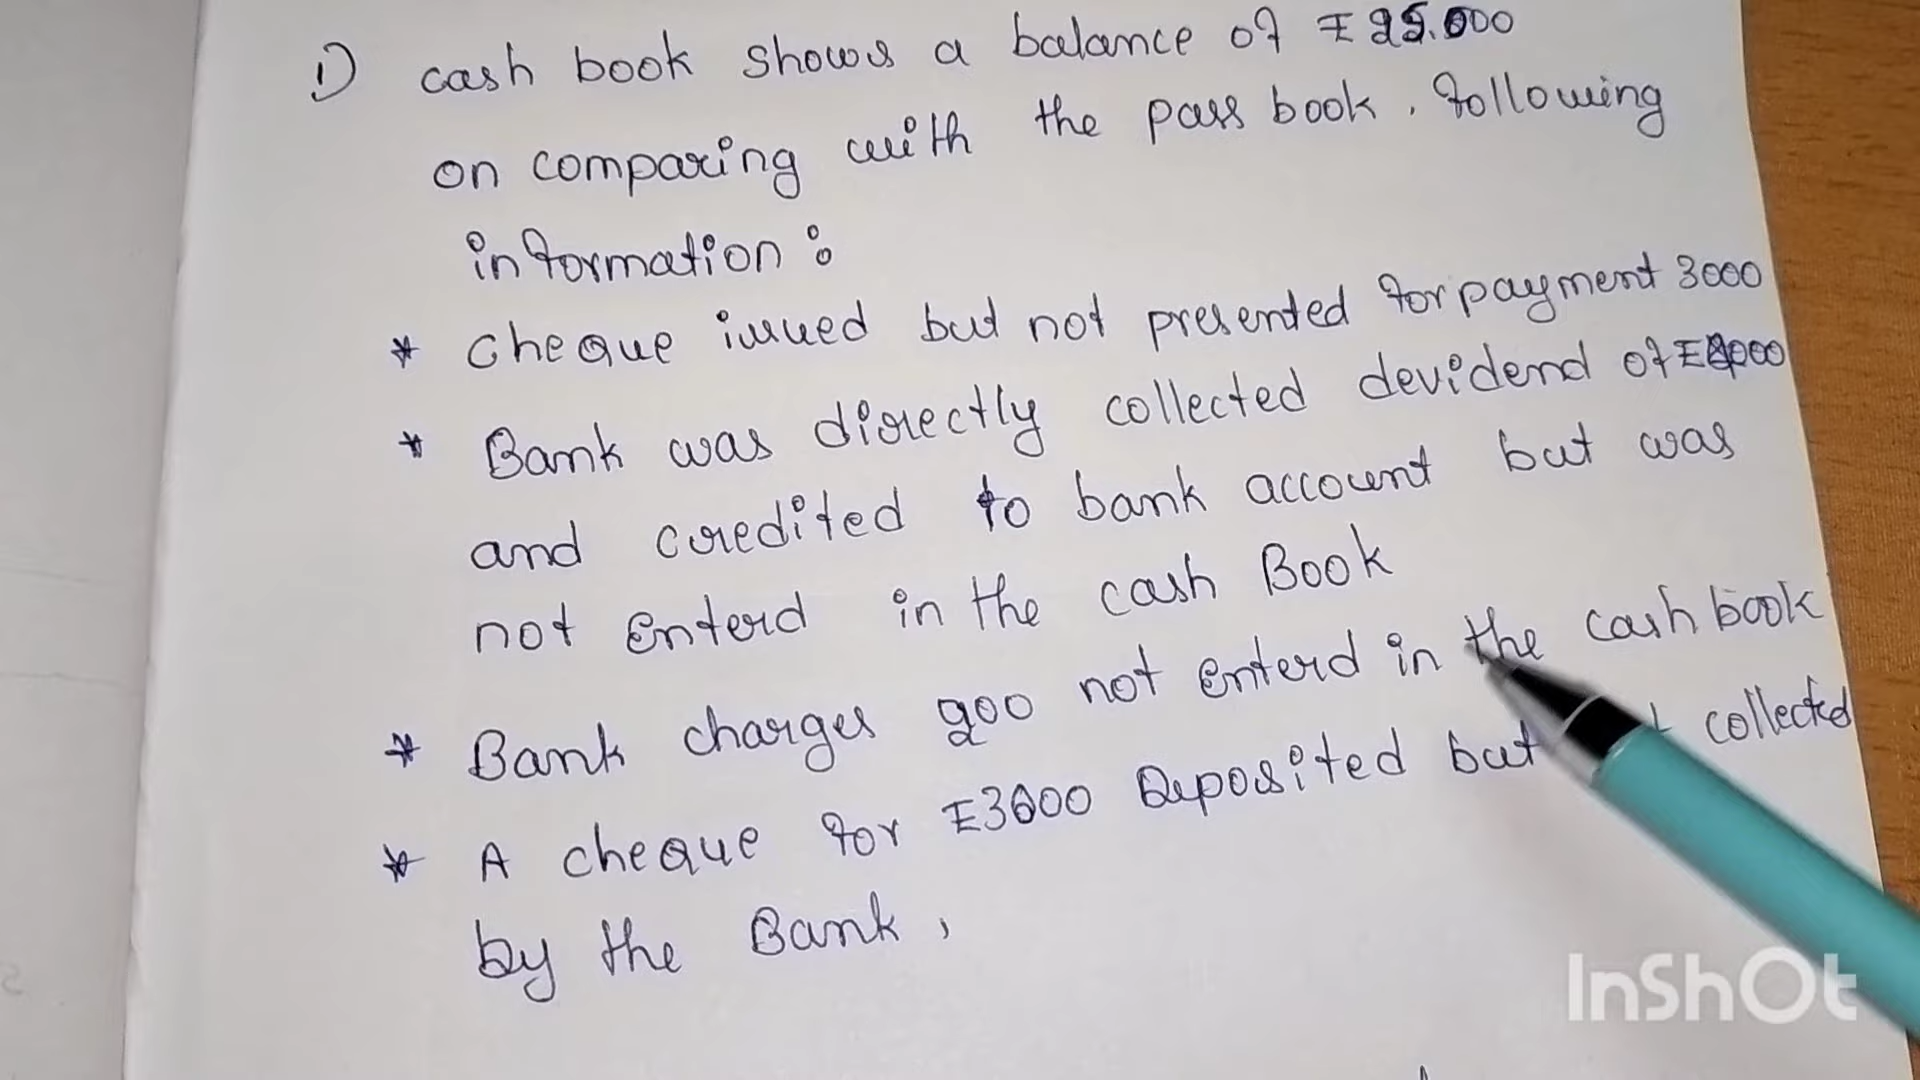 1) cash book shows a balance of ₹25.000
on comparing with the pass book. following
information:
* cheque issued but not presented for payment 3000
* Bank was directly collected devidend of
and credited to bank account but was
not Enterd in the cash Book
* Bank charges 200 not Enterd in the cash book
* A cheque for ₹3000 Deposited but collected
by the Bank,
InShOt